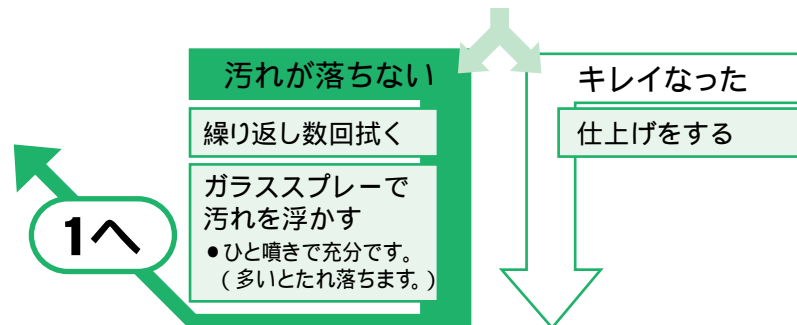 汚れが落ちない
繰り返し数回拭く
ガラススプレーで
汚れを浮かす
●ひと噴きで充分です。
（多いとたれ落ちます。）
1へ
キレイなった
仕上げをする